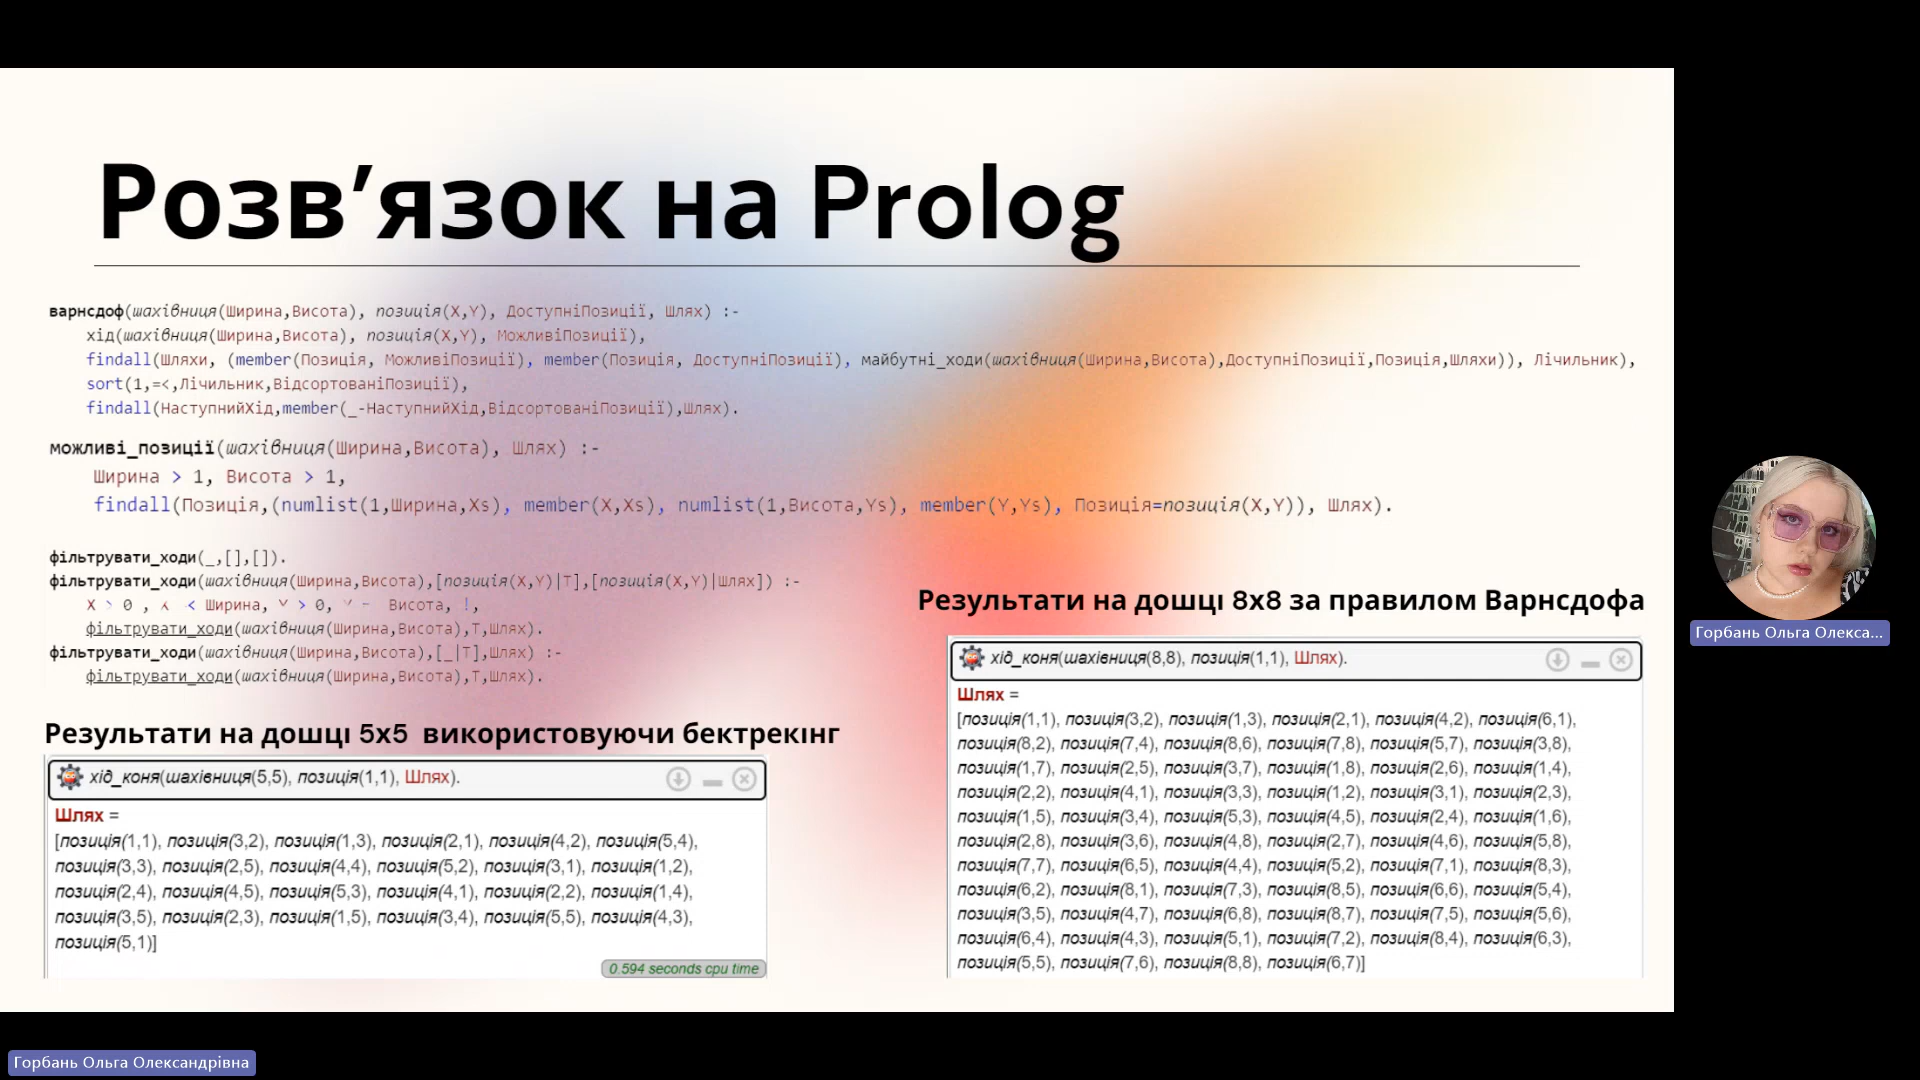 Розв’язок на Prolog
варнсдоф(шахівниця(Ширина,Висота), позиція(X,Y), ДоступніПозиції, Шлях) :-
хід(шахівниця(Ширина,Висота), позиція(X,Y), МожливіПозиції),
findall(Шляхи, (member(Позиція, МожливіПозиції), member(Позиція, ДоступніПозиції), майбутні_ходи(шахівниця(Ширина,Висота),ДоступніПозиції,Позиція,Шляхи)), Лічильник),
sort(1,=<,Лічильник,ВідсортованіПозиції),
findall(НаступнийХід,member(_-НаступнийХід,ВідсортованіПозиції),Шлях).
можливі_позиції(шахівниця(Ширина,Висота), Шлях) :-
Ширина > 1, Висота > 1,
findall(Позиція,(numlist(1,Ширина,Xs), member(X,Xs), numlist(1,Висота,Ys), member(Y,Ys), Позиція=позиція(X,Y)), Шлях).
фільтрувати_ходи(_,[],[]).
фільтрувати_ходи(шахівниця(Ширина,Висота),[позиція(X,Y)|T],[позиція(X,Y)|Шлях]) :-
X > 0 , < Ширина, Y > 0, Висота, !,
фільтрувати_ходи(шахівниця(Ширина,Висота),T,Шлях).
фільтрувати_ходи(шахівниця(Ширина,Висота),[_|T],Шлях) :-
фільтрувати_ходи(шахівниця(Ширина,Висота),T,Шлях).
Результати на дошці 5х5 використовуючи бектрекінг
хід_коня(шахівниця(5,5), позиція(1,1), Шлях).
Шлях =
[позиція(1,1), позиція(3,2), позиція(1,3), позиція(2,1), позиція(4,2), позиція(5,4),
позиція(3,3), позиція(2,5), позиція(4,4), позиція(5,2), позиція(3,1), позиція(1,2),
позиція(2,4), позиція(4,5), позиція(5,3), позиція(4,1), позиція(2,2), позиція(1,4),
позиція(3,5), позиція(2,3), позиція(1,5), позиція(3,4), позиція(5,5), позиція(4,3),
позиція(5,1)]
0.594 seconds cpu time
Результати на дошці 8х8 за правилом Варнсдофа
хід_коня(шахівниця(8,8), позиція(1,1), Шлях).
Шлях =
[позиція(1,1), позиція(3,2), позиція(1,3), позиція(2,1), позиція(4,2), позиція(6,1),
позиція(8,2), позиція(7,4), позиція(8,6), позиція(7,8), позиція(5,7), позиція(3,8),
позиція(1,7), позиція(2,5), позиція(3,7), позиція(1,8), позиція(2,6), позиція(1,4),
позиція(2,2), позиція(4,1), позиція(3,3), позиція(1,2), позиція(3,1), позиція(2,3),
позиція(1,5), позиція(3,4), позиція(5,3), позиція(4,5), позиція(2,4), позиція(1,6),
позиція(2,8), позиція(3,6), позиція(4,8), позиція(2,7), позиція(4,6), позиція(5,8),
позиція(7,7), позиція(6,5), позиція(4,4), позиція(5,2), позиція(7,1), позиція(8,3),
позиція(6,2), позиція(8,1), позиція(7,3), позиція(8,5), позиція(6,6), позиція(5,4),
позиція(3,5), позиція(4,7), позиція(6,8), позиція(8,7), позиція(7,5), позиція(5,6),
позиція(6,4), позиція(4,3), позиція(5,1), позиція(7,2), позиція(8,4), позиція(6,3),
позиція(5,5), позиція(7,6), позиція(8,8), позиція(6,7)]
Горбань Ольга Олекса...
Горбань Ольга Олександрівна